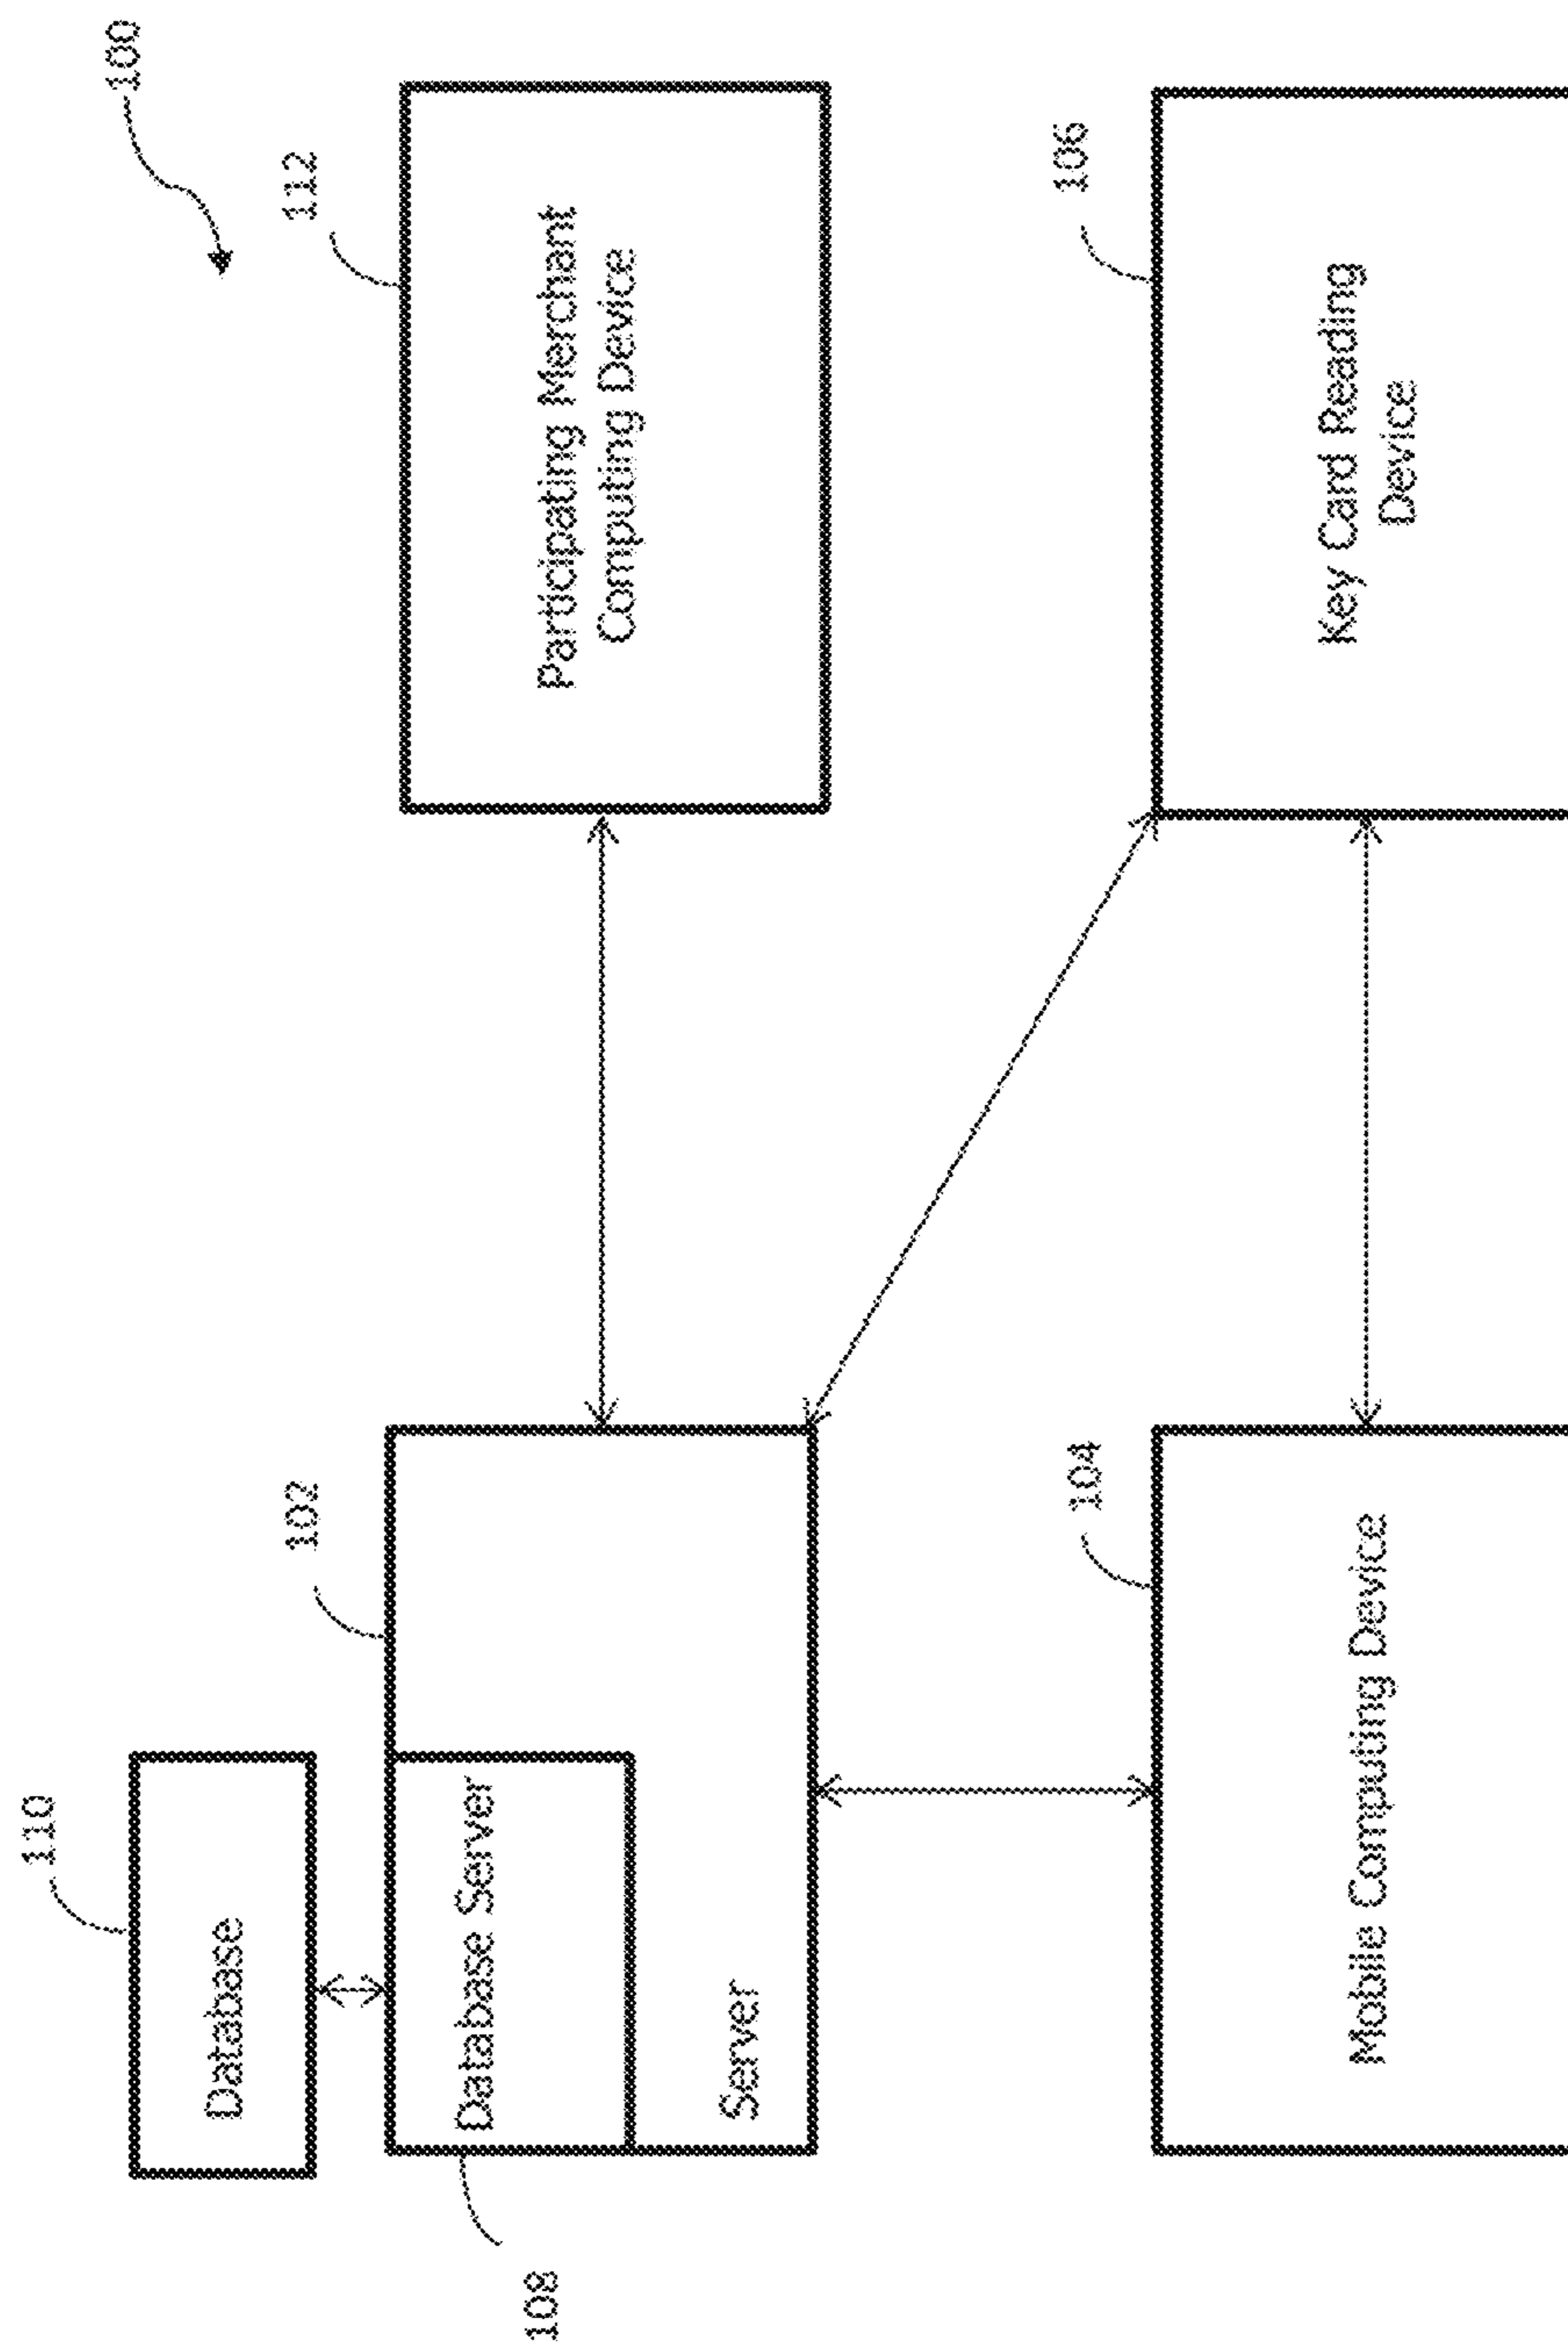 100
110
Database
102
112
Database Server
108
Server
Participating Merchant
Computing Device
104
Mobile Computing Device
106
Key Card Reading
Device